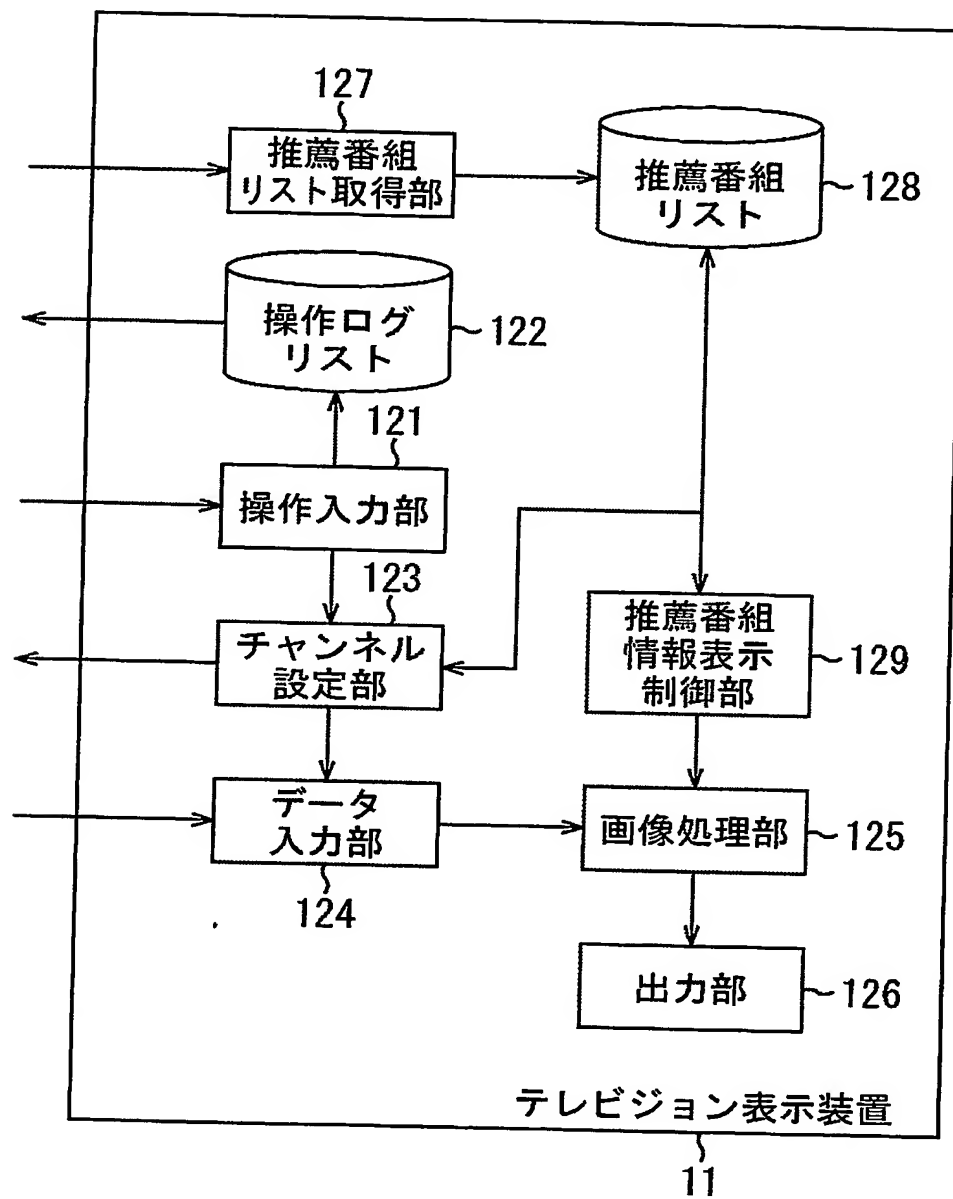 127
推薦番組
リスト取得部
推薦番組
リスト
128
操作ログ
リスト
122
121
操作入力部
123
チャンネル
設定部
推薦番組
情報表示
制御部
129
データ
入力部
124
画像処理部
125
出力部
126
テレビジョン表示装置
11